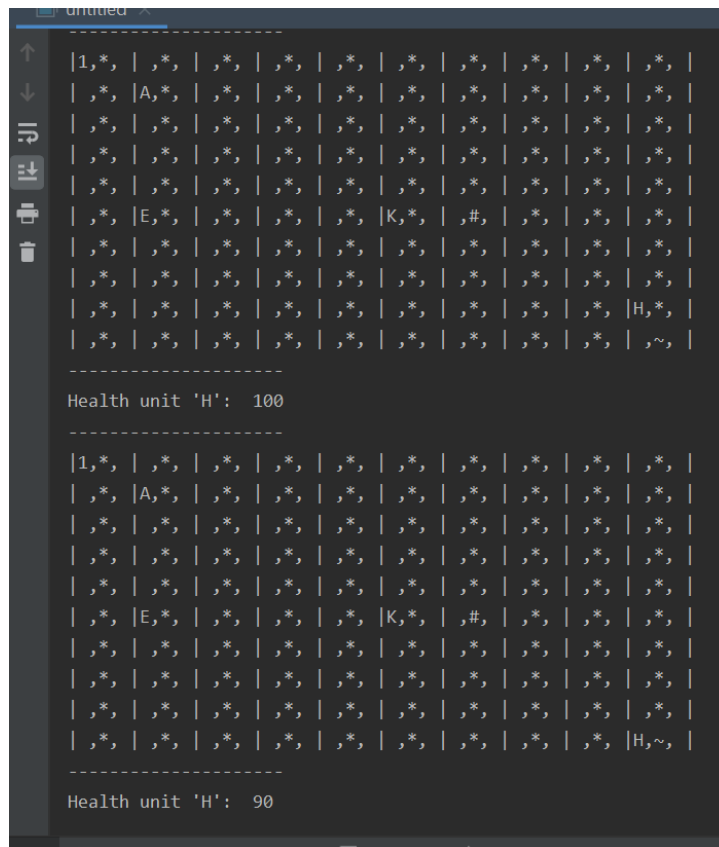 untitled ×
---------------------
|1,*, | ,*, | ,*, | ,*, | ,*, | ,*, | ,*, | ,*, | ,*, | ,*, |
| ,*, |A,*, | ,*, | ,*, | ,*, | ,*, | ,*, | ,*, | ,*, | ,*, |
| ,*, | ,*, | ,*, | ,*, | ,*, | ,*, | ,*, | ,*, | ,*, | ,*, |
| ,*, | ,*, | ,*, | ,*, | ,*, | ,*, | ,*, | ,*, | ,*, | ,*, |
| ,*, | ,*, | ,*, | ,*, | ,*, | ,*, | ,*, | ,*, | ,*, | ,*, |
| ,*, |E,*, | ,*, | ,*, | ,*, |K,*, | ,#, | ,*, | ,*, | ,*, |
| ,*, | ,*, | ,*, | ,*, | ,*, | ,*, | ,*, | ,*, | ,*, | ,*, |
| ,*, | ,*, | ,*, | ,*, | ,*, | ,*, | ,*, | ,*, | ,*, | ,*, |
| ,*, | ,*, | ,*, | ,*, | ,*, | ,*, | ,*, | ,*, | ,*, |H,*, |
| ,*, | ,*, | ,*, | ,*, | ,*, | ,*, | ,*, | ,*, | ,*, | ,~, |
---------------------
Health unit 'H':  100
---------------------
|1,*, | ,*, | ,*, | ,*, | ,*, | ,*, | ,*, | ,*, | ,*, | ,*, |
| ,*, |A,*, | ,*, | ,*, | ,*, | ,*, | ,*, | ,*, | ,*, | ,*, |
| ,*, | ,*, | ,*, | ,*, | ,*, | ,*, | ,*, | ,*, | ,*, | ,*, |
| ,*, | ,*, | ,*, | ,*, | ,*, | ,*, | ,*, | ,*, | ,*, | ,*, |
| ,*, | ,*, | ,*, | ,*, | ,*, | ,*, | ,*, | ,*, | ,*, | ,*, |
| ,*, |E,*, | ,*, | ,*, | ,*, |K,*, | ,#, | ,*, | ,*, | ,*, |
| ,*, | ,*, | ,*, | ,*, | ,*, | ,*, | ,*, | ,*, | ,*, | ,*, |
| ,*, | ,*, | ,*, | ,*, | ,*, | ,*, | ,*, | ,*, | ,*, | ,*, |
| ,*, | ,*, | ,*, | ,*, | ,*, | ,*, | ,*, | ,*, | ,*, | ,*, |
| ,*, | ,*, | ,*, | ,*, | ,*, | ,*, | ,*, | ,*, | ,*, |H,~, |
---------------------
Health unit 'H':  90